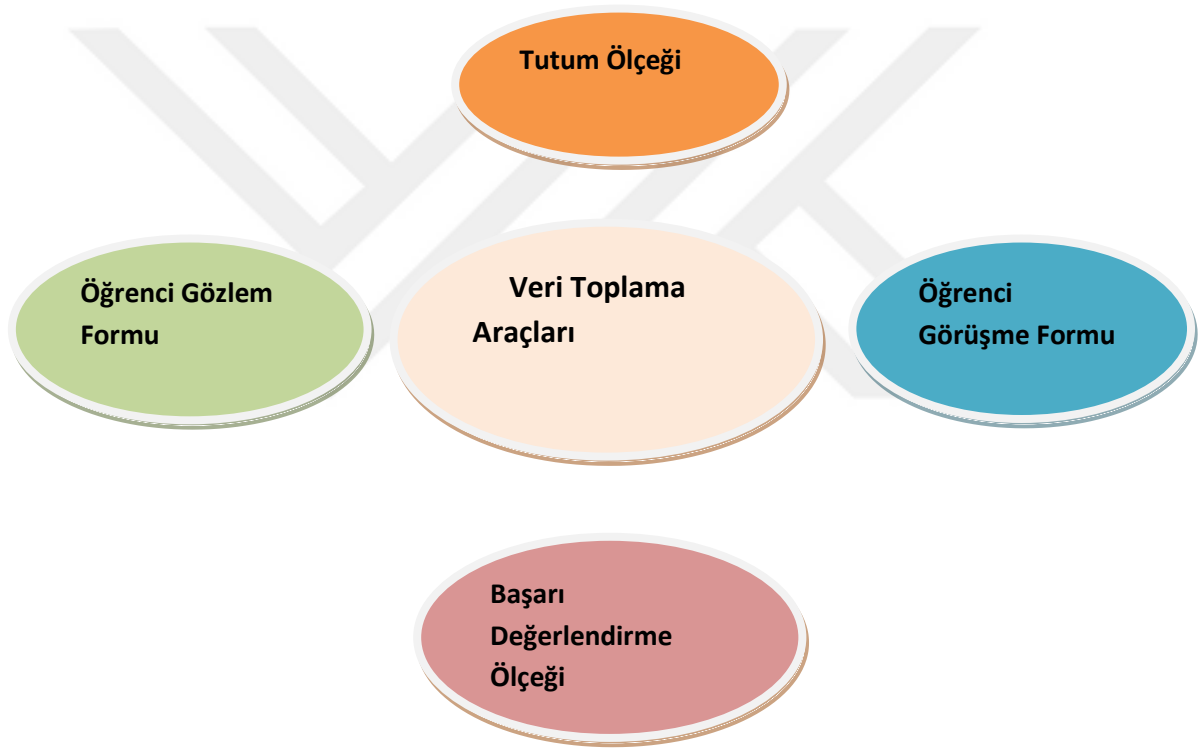 Tutum Ölçeği
Öğrenci Gözlem
Formu
Veri Toplama
Araçları
Öğrenci
Görüşme Formu
Başarı
Değerlendirme
Ölçeği